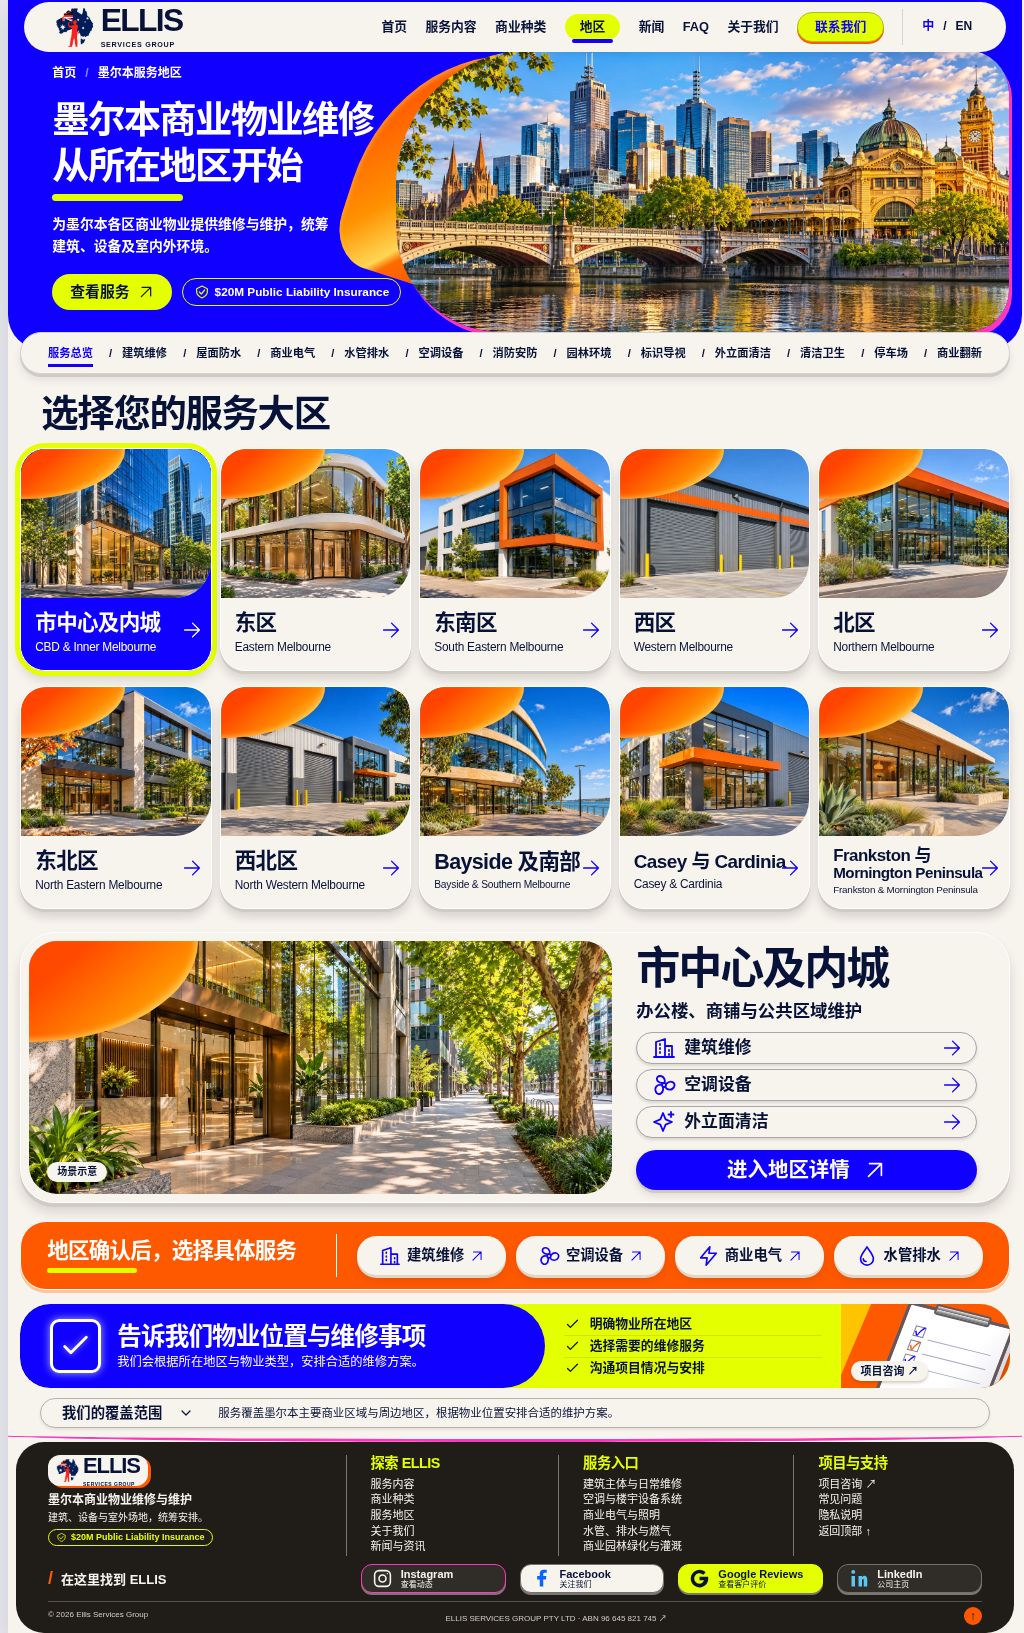 ELLIS
SERVICES GROUP
首页 服务内容 商业种类 地区 新闻 FAQ 关于我们 联系我们 中 / EN
首页 / 墨尔本服务地区
墨尔本商业物业维修
从所在地区开始
为墨尔本各区商业物业提供维修与维护，统筹
建筑、设备及室内外环境。
查看服务
$20M Public Liability Insurance
服务总览 / 建筑维修 / 屋面防水 / 商业电气 / 水管排水 / 空调设备 / 消防安防 / 园林环境 / 标识导视 / 外立面清洁 / 清洁卫生 / 停车场 / 商业翻新
选择您的服务大区
市中心及内城
CBD & Inner Melbourne
东区
Eastern Melbourne
东南区
South Eastern Melbourne
西区
Western Melbourne
北区
Northern Melbourne
东北区
North Eastern Melbourne
西北区
North Western Melbourne
Bayside 及南部
Bayside & Southern Melbourne
Casey 与 Cardinia
Casey & Cardinia
Frankston 与
Mornington Peninsula
Frankston & Mornington Peninsula
场景示意
市中心及内城
办公楼、商铺与公共区域维护
建筑维修
空调设备
外立面清洁
进入地区详情
地区确认后，选择具体服务
建筑维修
空调设备
商业电气
水管排水
告诉我们物业位置与维修事项
我们会根据所在地区与物业类型，安排合适的维修方案。
明确物业所在地区
选择需要的维修服务
沟通项目情况与安排
项目咨询 ↗
我们的覆盖范围
服务覆盖墨尔本主要商业区域与周边地区，根据物业位置安排合适的维护方案。
ELLIS
SERVICES GROUP
墨尔本商业物业维修与维护
建筑、设备与室外场地，统筹安排。
$20M Public Liability Insurance
探索 ELLIS
服务内容
商业种类
服务地区
关于我们
新闻与资讯
服务入口
建筑主体与日常维修
空调与楼宇设备系统
商业电气与照明
水管、排水与燃气
商业园林绿化与灌溉
项目与支持
项目咨询 ↗
常见问题
隐私说明
返回顶部 ↑
/ 在这里找到 ELLIS
Instagram
查看动态
Facebook
关注我们
Google Reviews
查看客户评价
LinkedIn
公司主页
© 2026 Ellis Services Group
ELLIS SERVICES GROUP PTY LTD · ABN 96 645 821 745 ↗
↑